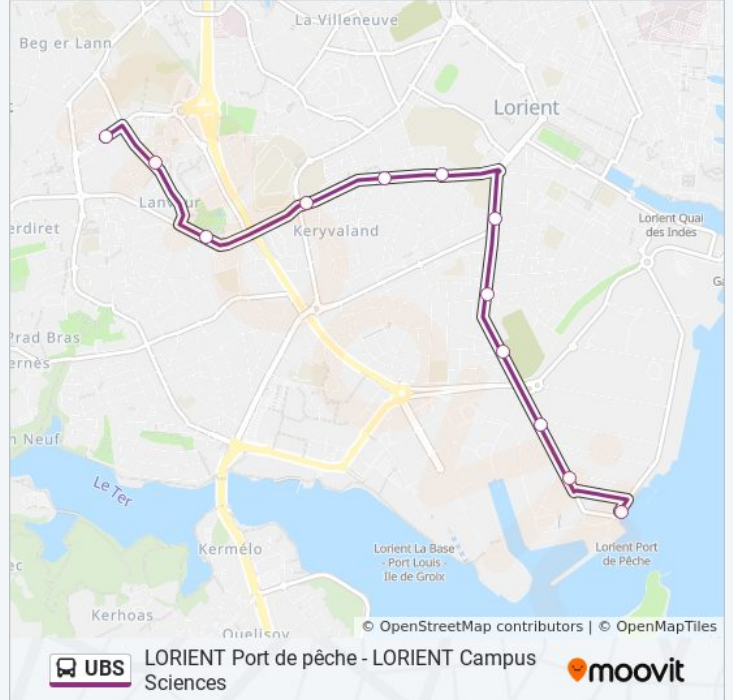 La Villeneuve
Beg er Lann
Lorient
Lorient Quai
des Indes
Keryvaland
erdiret
Prad Bras
ernès
n Neuf
Le Ter
Kermélo
Lorient La Base
- Port Louis -
Ile de Groix
Lorient Port
de Pêche
ec
Kerhoas
Quelisoy
© OpenStreetMap contributors | © OpenMapTiles
UBS
LORIENT Port de pêche - LORIENT Campus
Sciences
moovit